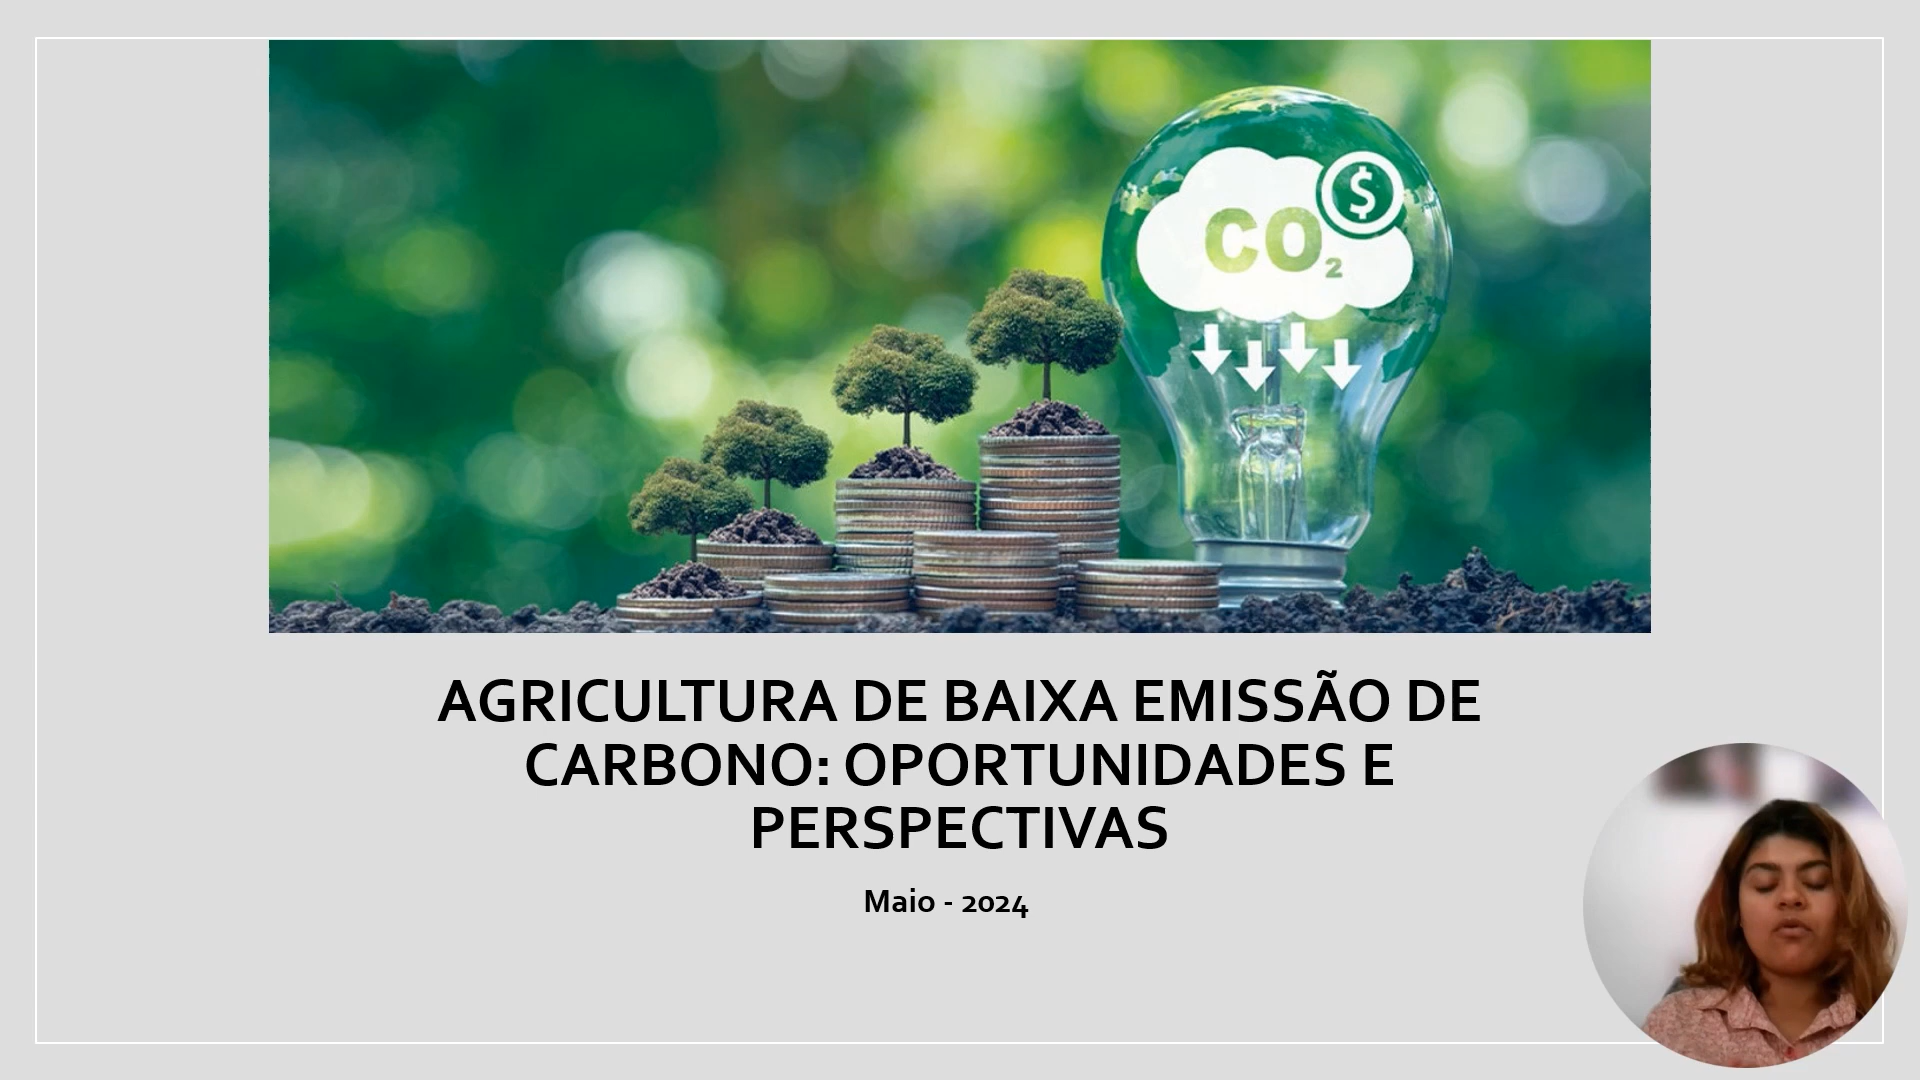 CO₂
$
AGRICULTURA DE BAIXA EMISSÃO DE
CARBONO: OPORTUNIDADES E
PERSPECTIVAS
Maio - 2024